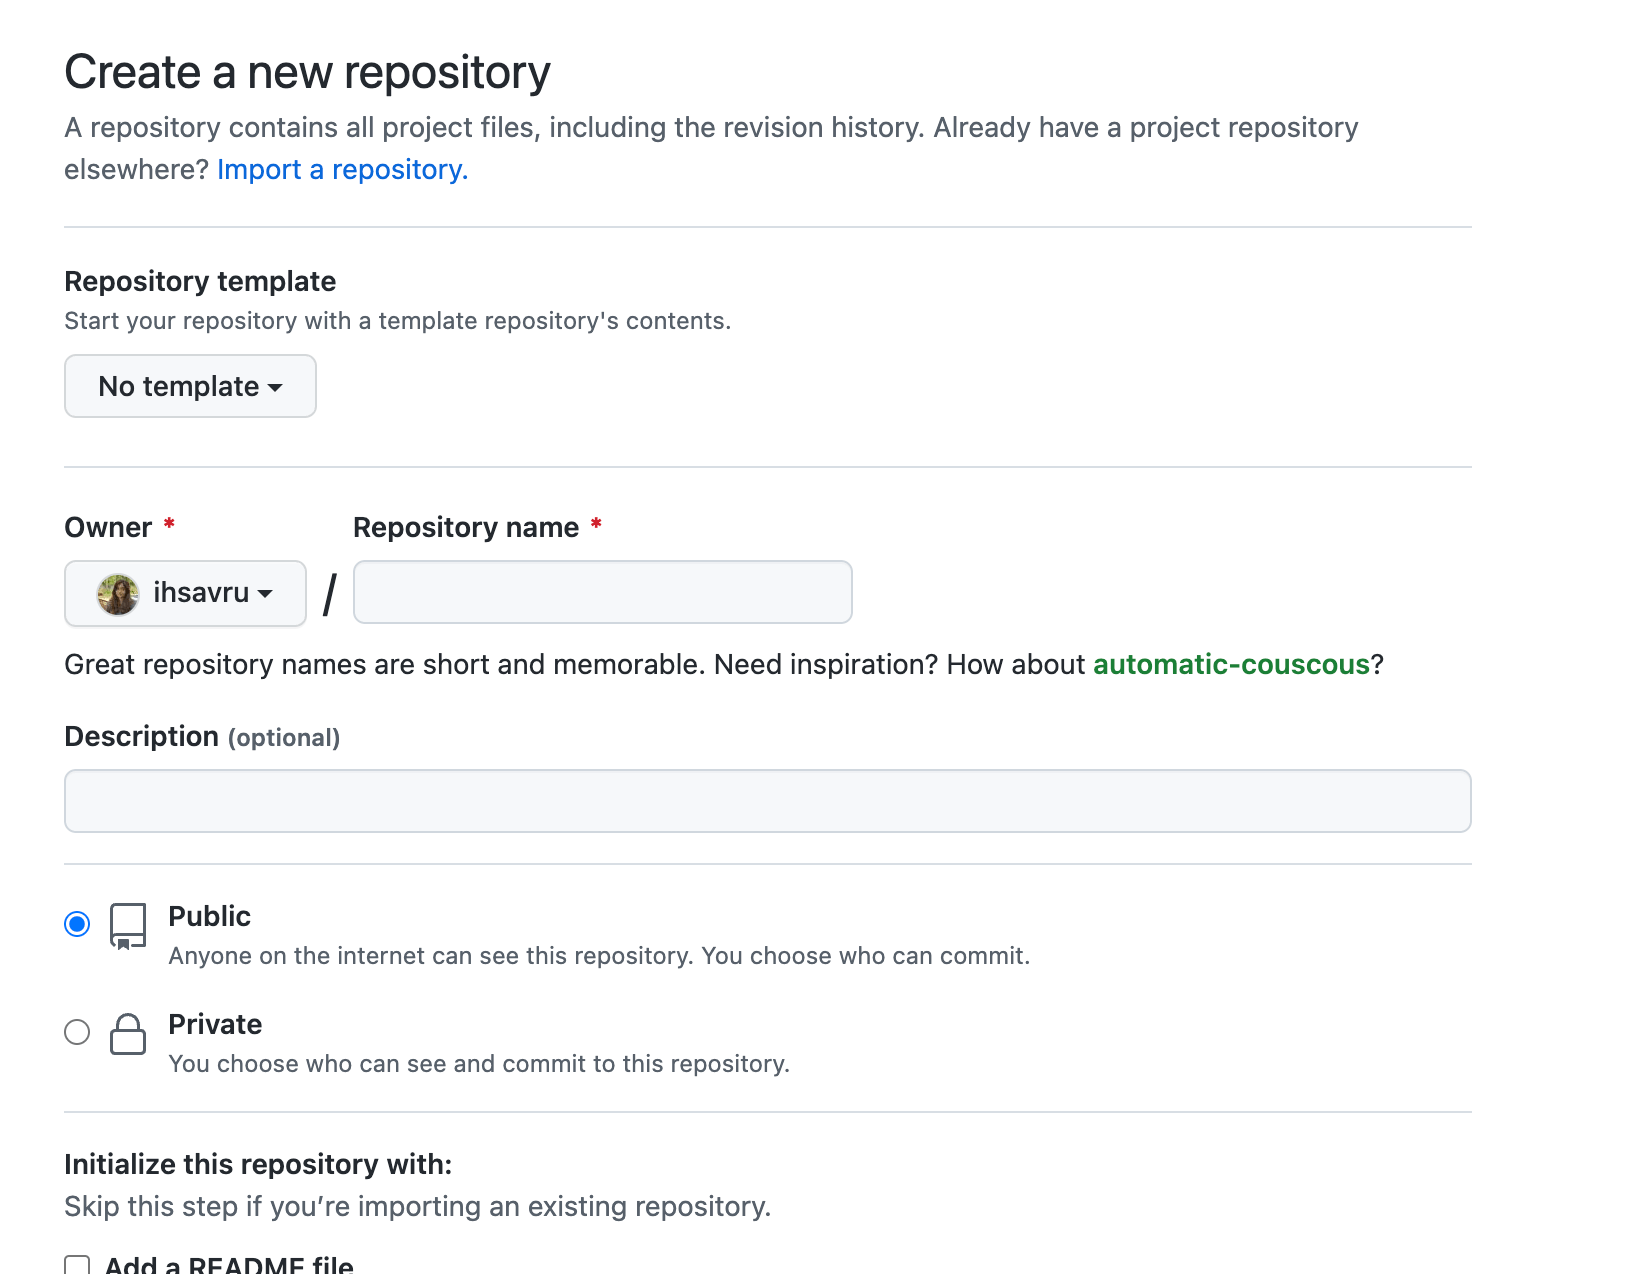 Create a new repository
A repository contains all project files, including the revision history. Already have a project repository
elsewhere? Import a repository.
Repository template
Start your repository with a template repository's contents.
No template
Owner * Repository name *
ihsavru /
Great repository names are short and memorable. Need inspiration? How about automatic-couscous?
Description (optional)
Public
Anyone on the internet can see this repository. You choose who can commit.
Private
You choose who can see and commit to this repository.
Initialize this repository with:
Skip this step if you’re importing an existing repository.
Add a README file